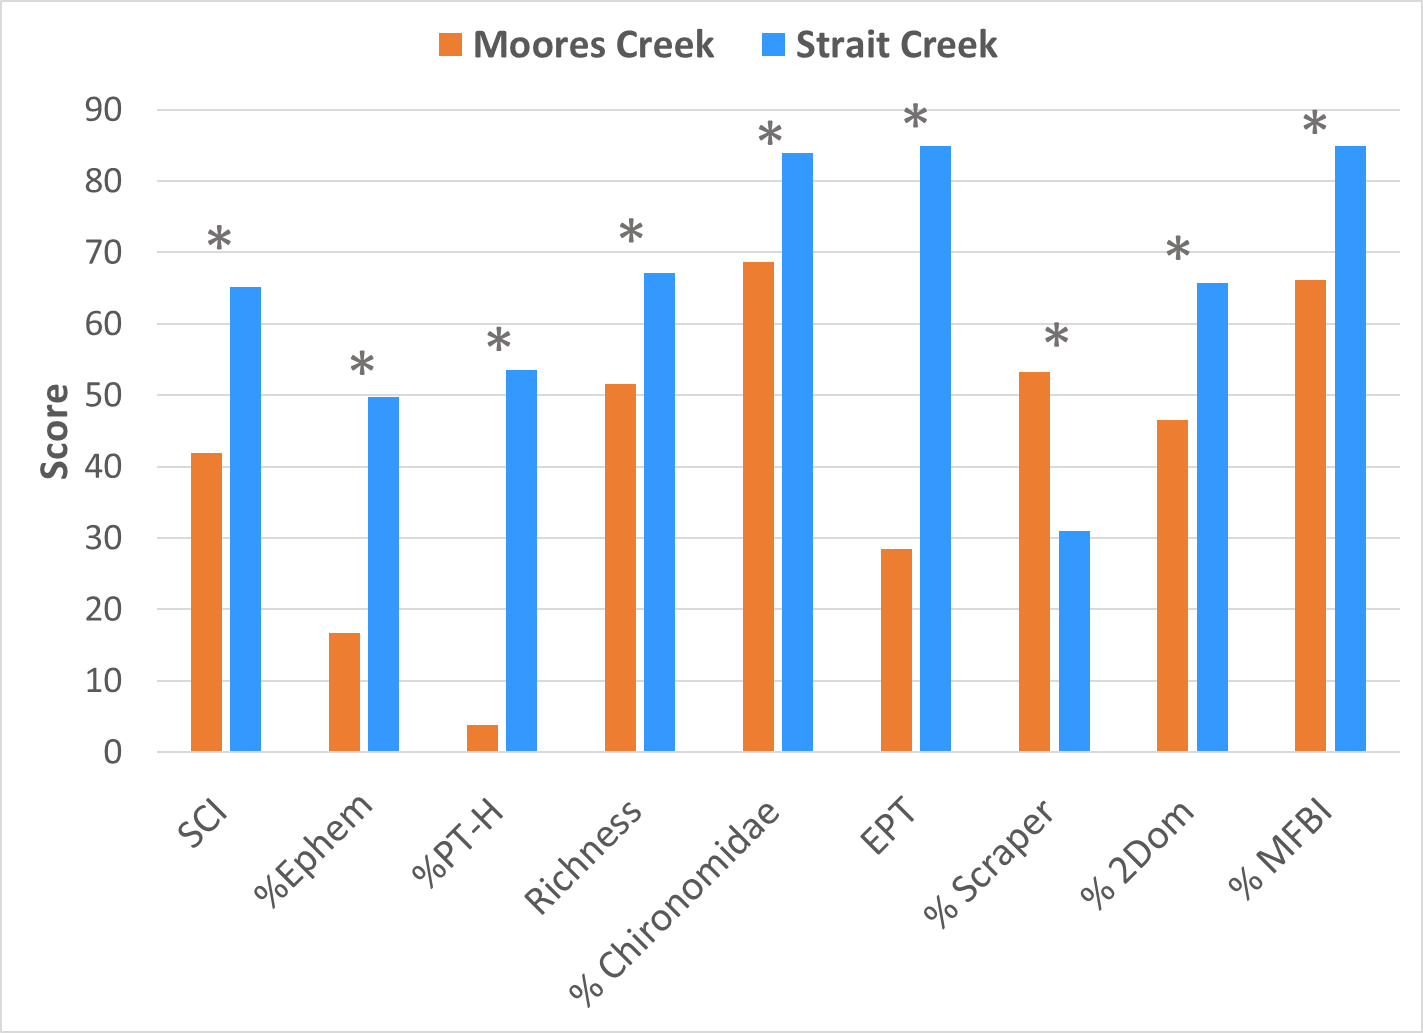 Moores Creek Strait Creek
90
80
70
60
50
40
30
20
10
0
Score
* * * * * * * * *
SCI
%Ephem
%PT-H
Richness
% Chironomidae
EPT
% Scraper
% 2Dom
% MFBI